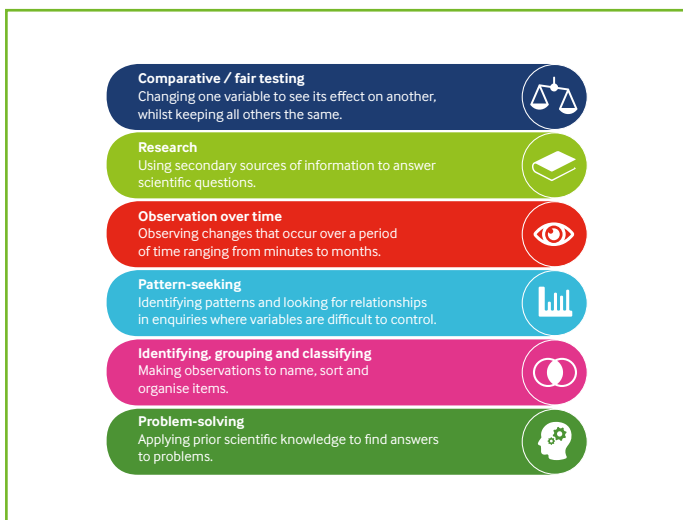 Comparative / fair testing
Changing one variable to see its effect on another,
whilst keeping all others the same.
Research
Using secondary sources of information to answer
scientific questions.
Observation over time
Observing changes that occur over a period
of time ranging from minutes to months.
Pattern-seeking
Identifying patterns and looking for relationships
in enquiries where variables are difficult to control.
Identifying, grouping and classifying
Making observations to name, sort and
organise items.
Problem-solving
Applying prior scientific knowledge to find answers
to problems.